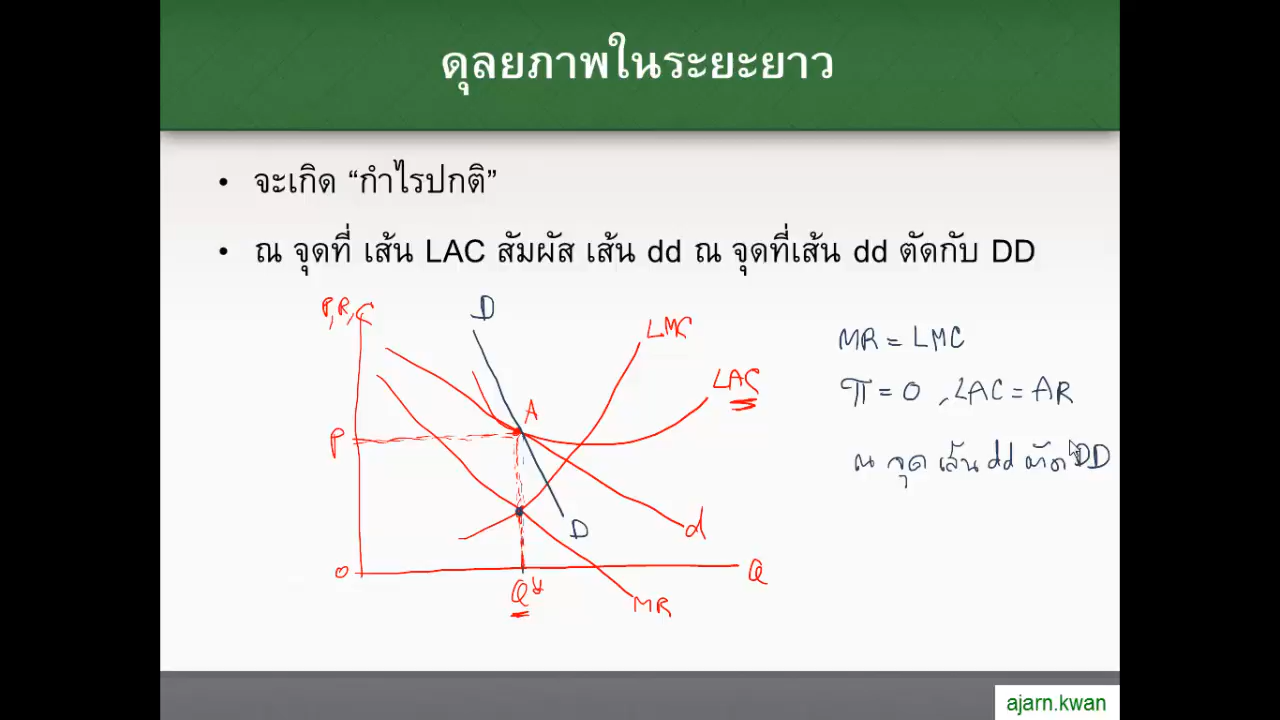 ดุลยภาพในระยะยาว
• จะเกิด “กำไรปกติ”
• ณ จุดที่ เส้น LAC สัมผัส เส้น dd ณ จุดที่เส้น dd ตัดกับ DD
P,R,C
D
LMC
MR = LMC
LAC
π = 0 , LAC = AR
A
P
ณ จุด เส้น dd ตัด DD
D
d
0
Q
Q*
MR
ajarn.kwan